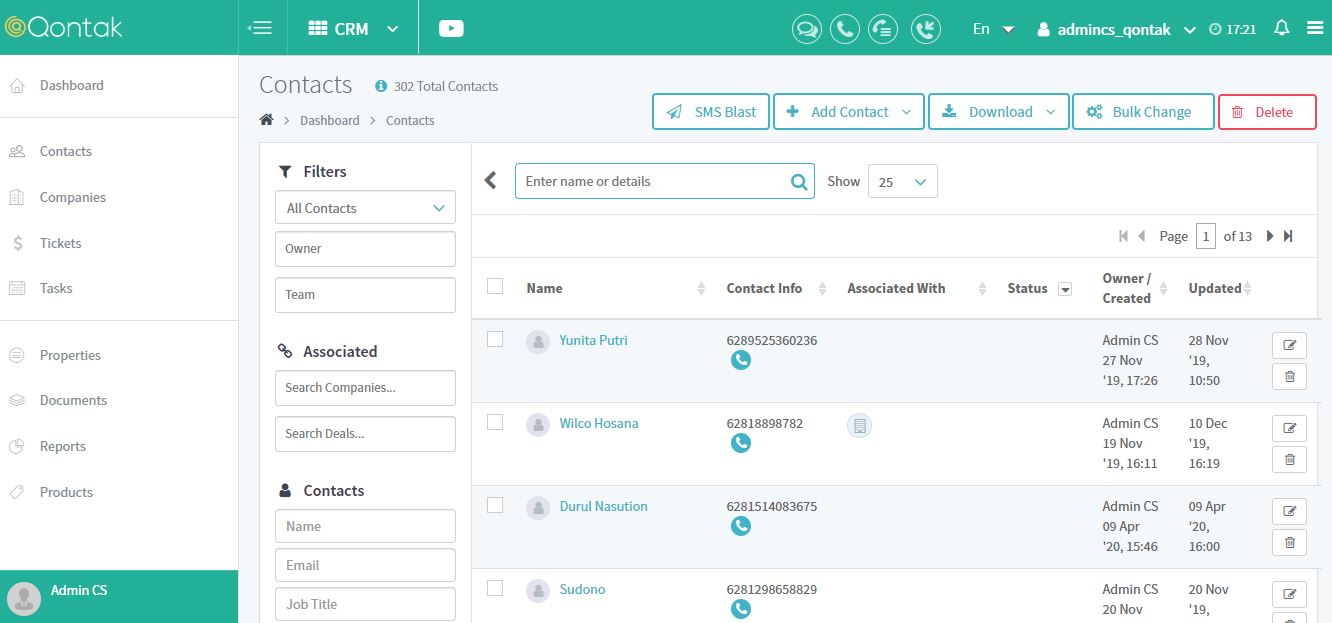 Qontak
CRM
En
admincs_qontak
17:21
Dashboard
Contacts
Companies
Tickets
Tasks
Properties
Documents
Reports
Products
Admin CS
Contacts
302 Total Contacts
Dashboard > Contacts
SMS Blast
Add Contact
Download
Bulk Change
Delete
Filters
All Contacts
Owner
Team
Associated
Search Companies...
Search Deals...
Contacts
Name
Email
Job Title
Enter name or details
Show
25
Page 1 of 13
Name
Contact Info
Associated With
Status
Owner /
Created
Updated
Yunita Putri
6289525360236
Admin CS
27 Nov
'19, 17:26
28 Nov
'19,
10:50
Wilco Hosana
62818898782
Admin CS
19 Nov
'19, 16:11
10 Dec
'19,
16:19
Durul Nasution
6281514083675
Admin CS
09 Apr
'20, 15:46
09 Apr
'20,
16:00
Sudono
6281298658829
Admin CS
20 Nov
20 Nov
'19,